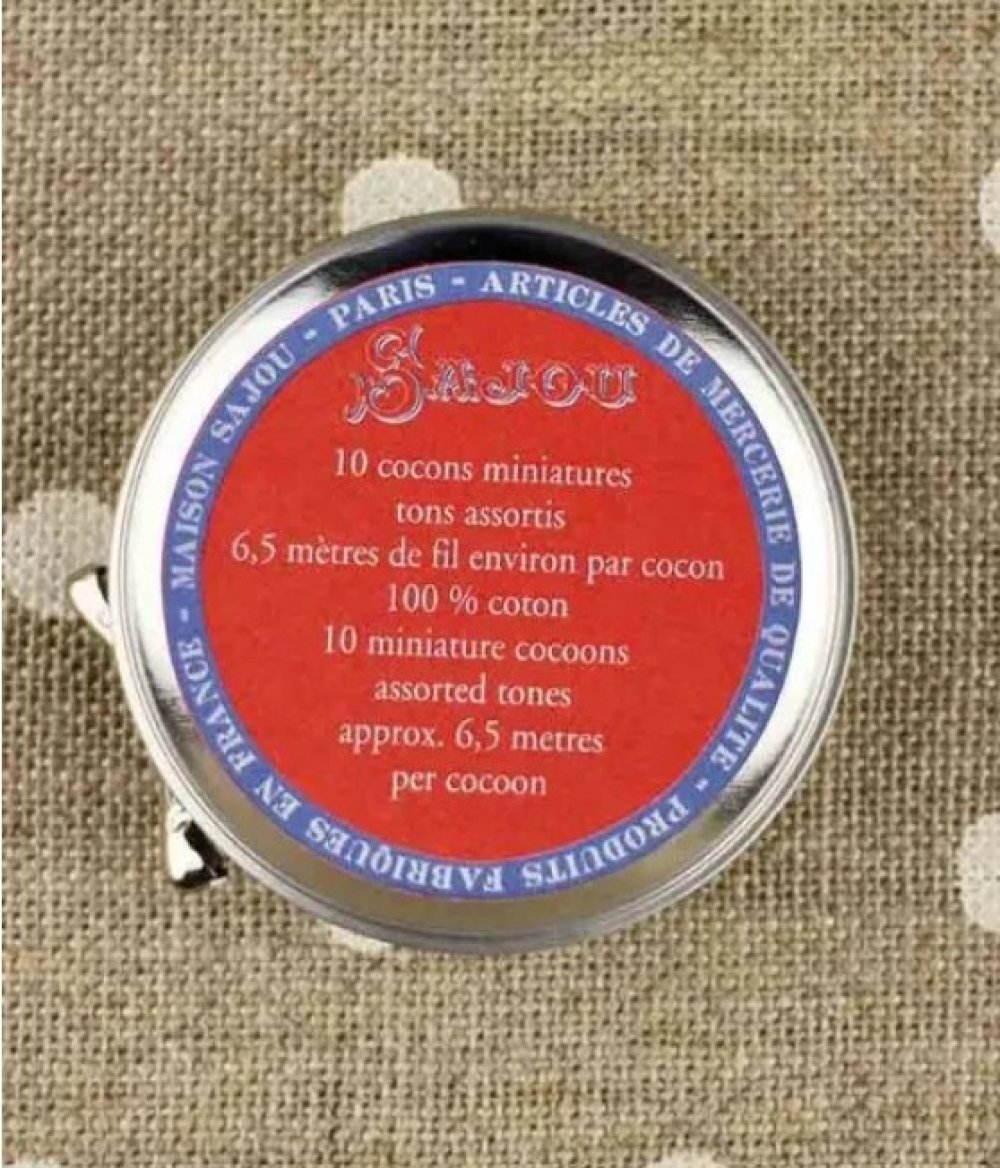 MAISON SAJOU - PARIS - ARTICLES DE MERCERIE DE QUALITE - PRODUITS FABRIQUES EN FRANCE -
SAJOU
10 cocons miniatures
tons assortis
6,5 mètres de fil environ par cocon
100 % coton
10 miniature cocoons
assorted tones
approx. 6,5 metres
per cocoon